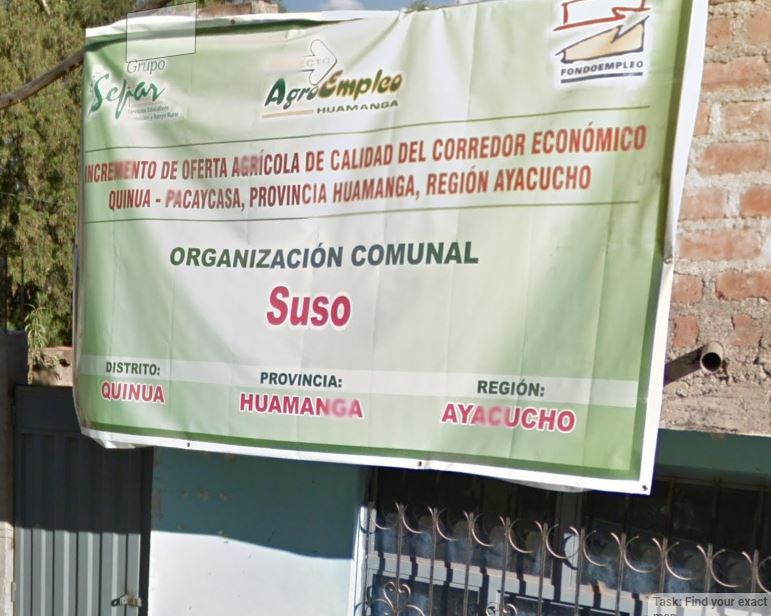 Grupo
Separ
AgroEmpleo
HUAMANGA
FONDOEMPLEO
INCREMENTO DE OFERTA AGRÍCOLA DE CALIDAD DEL CORREDOR ECONÓMICO
QUINUA - PACAYCASA, PROVINCIA HUAMANGA, REGIÓN AYACUCHO
ORGANIZACIÓN COMUNAL
Suso
DISTRITO:
QUINUA
PROVINCIA:
HUAMANGA
REGIÓN:
AYACUCHO
Task: Find your exact